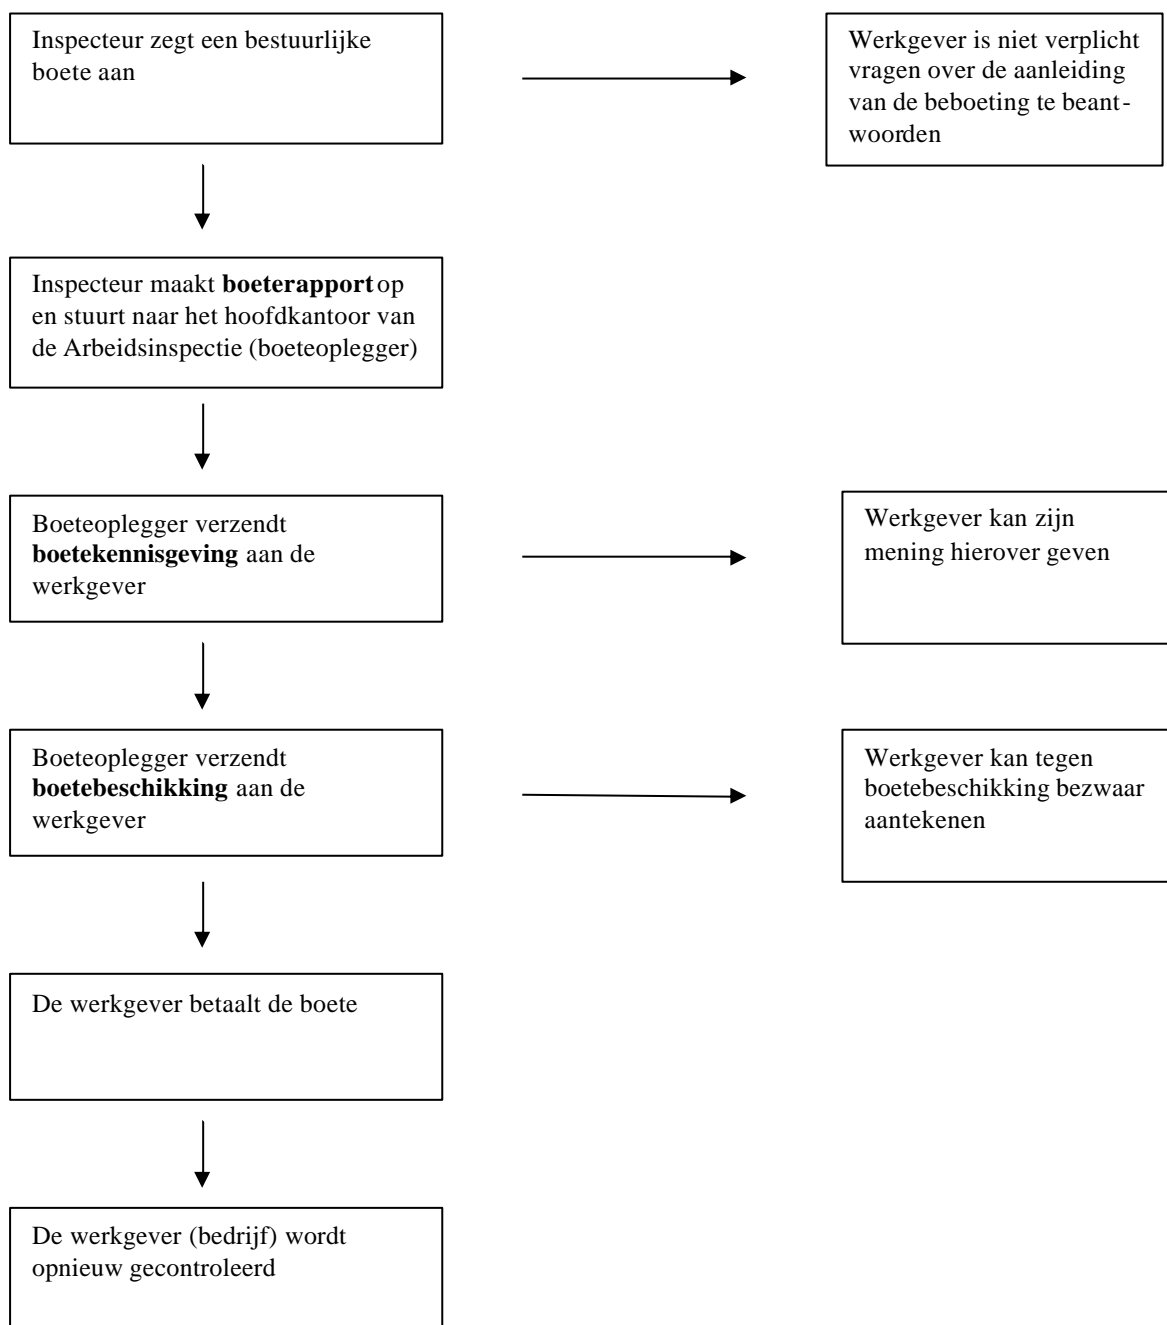 Inspecteur zegt een bestuurlijke
boete aan
Werkgever is niet verplicht
vragen over de aanleiding
van de beboeting te beant-
woorden
Inspecteur maakt boeterapport op
en stuurt naar het hoofdkantoor van
de Arbeidsinspectie (boeteoplegger)
Boeteoplegger verzendt
boetekennisgeving aan de
werkgever
Werkgever kan zijn
mening hierover geven
Boeteoplegger verzendt
boetebeschikking aan de
werkgever
Werkgever kan tegen
boetebeschikking bezwaar
aantekenen
De werkgever betaalt de boete
De werkgever (bedrijf) wordt
opnieuw gecontroleerd